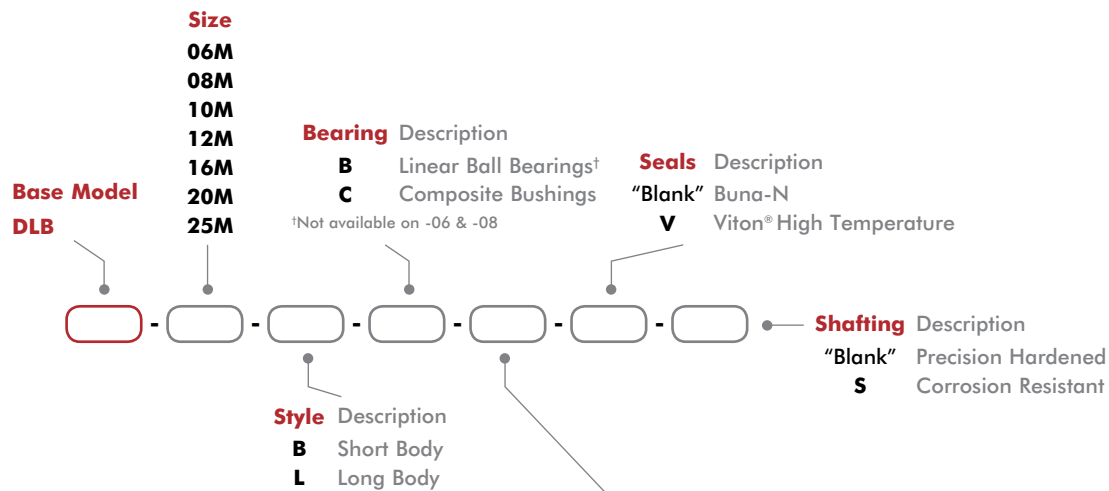 Size
06M
08M
10M
12M
16M
20M
25M
Base Model
DLB
Bearing Description
B Linear Ball Bearings†
C Composite Bushings
†Not available on -06 & -08
Seals Description
“Blank” Buna-N
V Viton® High Temperature
- - - - - -
Shafting Description
“Blank” Precision Hardened
S Corrosion Resistant
Style Description
B Short Body
L Long Body